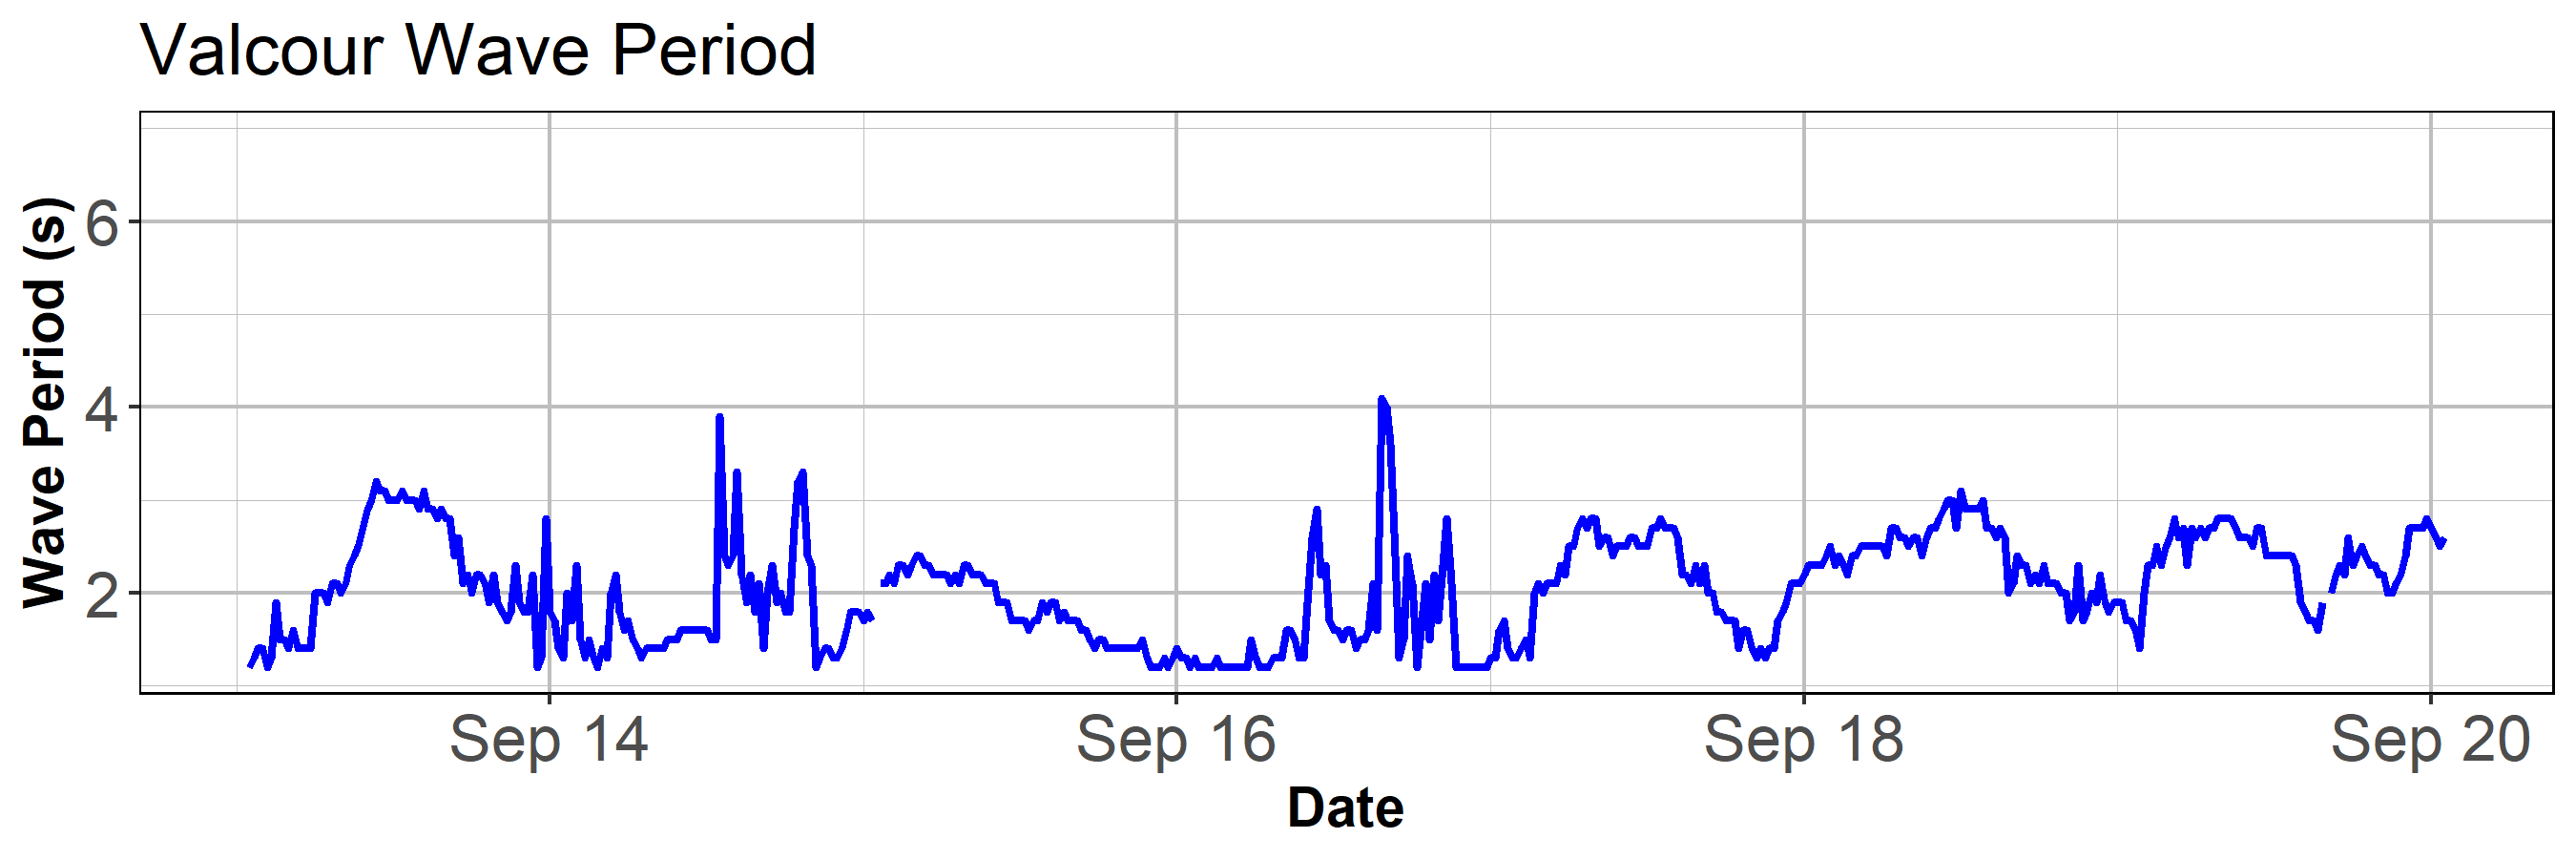 Valcour Wave Period
Wave Period (s)
6
4
2
Sep 14
Sep 16
Sep 18
Sep 20
Date